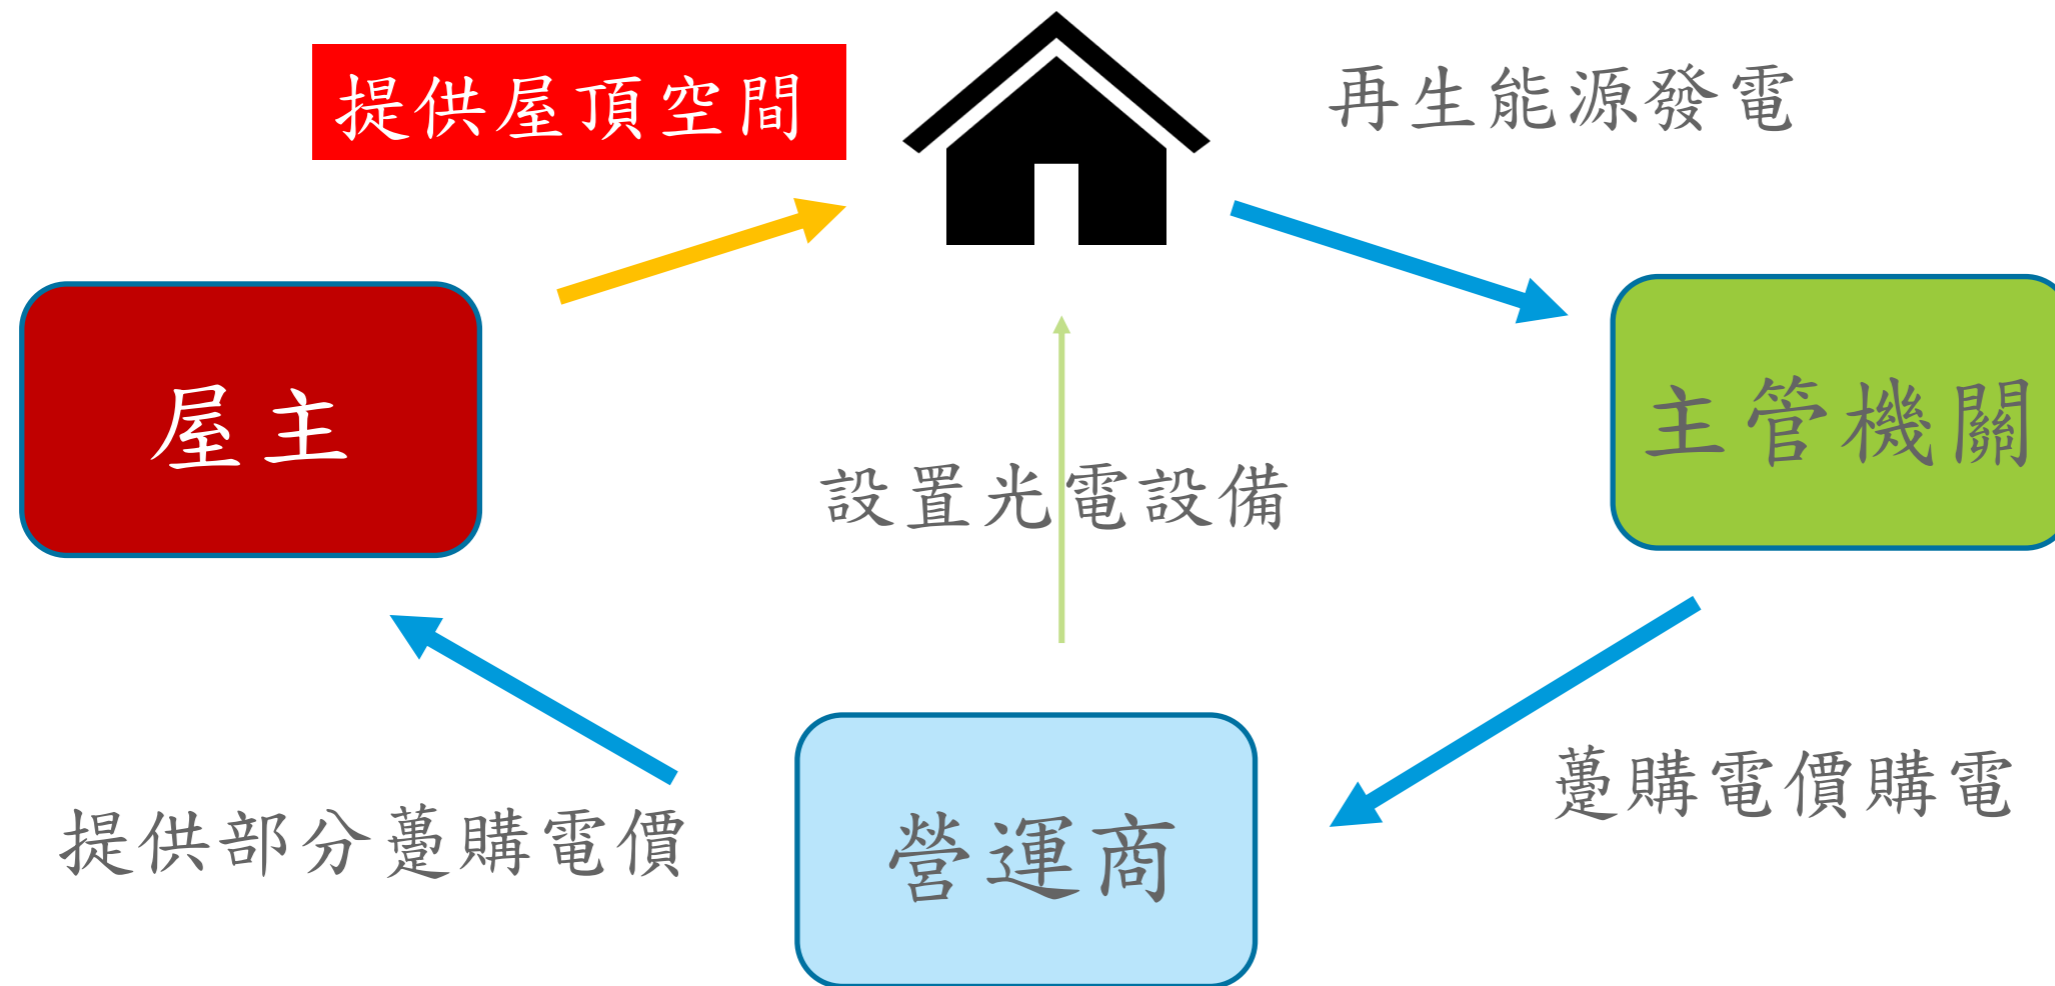 提供屋頂空間
再生能源發電
屋主
主管機關
設置光電設備
躉購電價購電
提供部分躉購電價
營運商